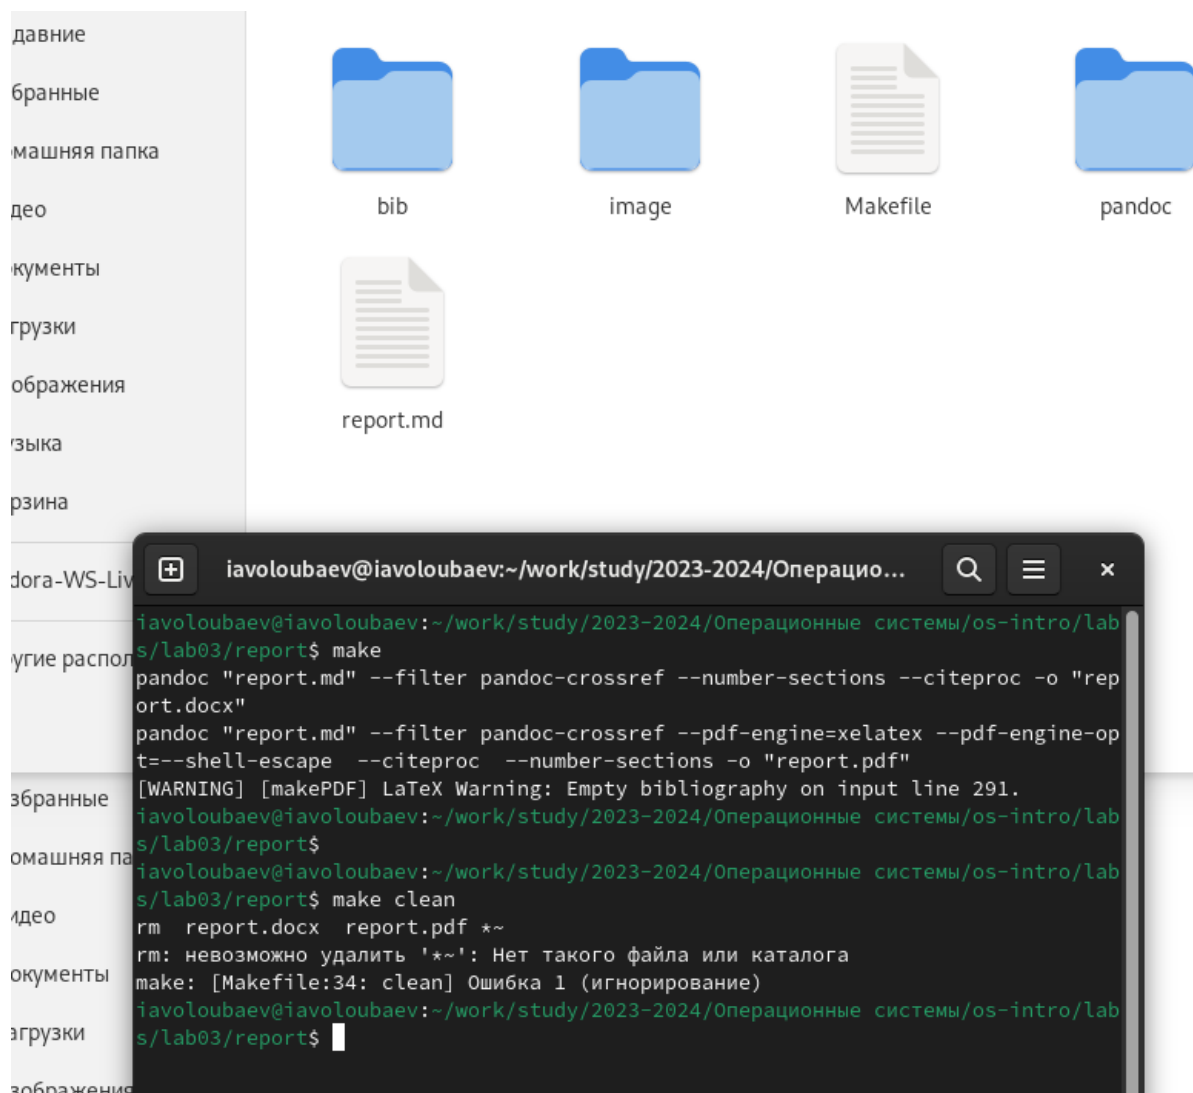 давние
бранные
машняя папка
део
кументы
грузки
ображения
зыка
рзина
dora-WS-Liv
угие распол
bib
image
Makefile
pandoc
report.md
iavoloubaev@iavoloubaev:~/work/study/2023-2024/Операцио...
iavoloubaev@iavoloubaev:~/work/study/2023-2024/Операционные системы/os-intro/lab
s/lab03/report$ make
pandoc "report.md" --filter pandoc-crossref --number-sections --citeproc -o "rep
ort.docx"
pandoc "report.md" --filter pandoc-crossref --pdf-engine=xelatex --pdf-engine-op
t=--shell-escape  --citeproc  --number-sections -o "report.pdf"
[WARNING] [makePDF] LaTeX Warning: Empty bibliography on input line 291.
iavoloubaev@iavoloubaev:~/work/study/2023-2024/Операционные системы/os-intro/lab
s/lab03/report$
iavoloubaev@iavoloubaev:~/work/study/2023-2024/Операционные системы/os-intro/lab
s/lab03/report$ make clean
rm  report.docx  report.pdf *~
rm: невозможно удалить '*~': Нет такого файла или каталога
make: [Makefile:34: clean] Ошибка 1 (игнорирование)
iavoloubaev@iavoloubaev:~/work/study/2023-2024/Операционные системы/os-intro/lab
s/lab03/report$
збранные
омашняя па
идео
окументы
агрузки
зображения